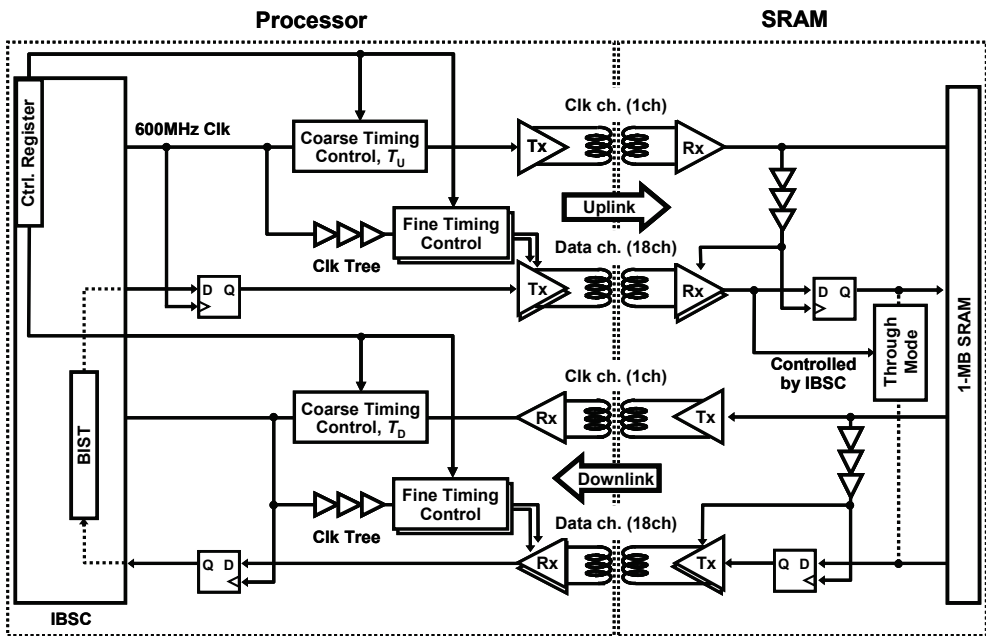 Processor
SRAM
Ctrl. Register
600MHz Clk
Coarse Timing
Control, TU
Tx
Clk ch. (1ch)
Rx
Uplink
Clk Tree
Fine Timing
Control
Data ch. (18ch)
D Q
Tx
Rx
D Q
Through
Mode
Controlled
by IBSC
1-MB SRAM
BIST
Coarse Timing
Control, TD
Rx
Clk ch. (1ch)
Tx
Downlink
Clk Tree
Fine Timing
Control
Data ch. (18ch)
Q D
Rx
Tx
Q D
IBSC